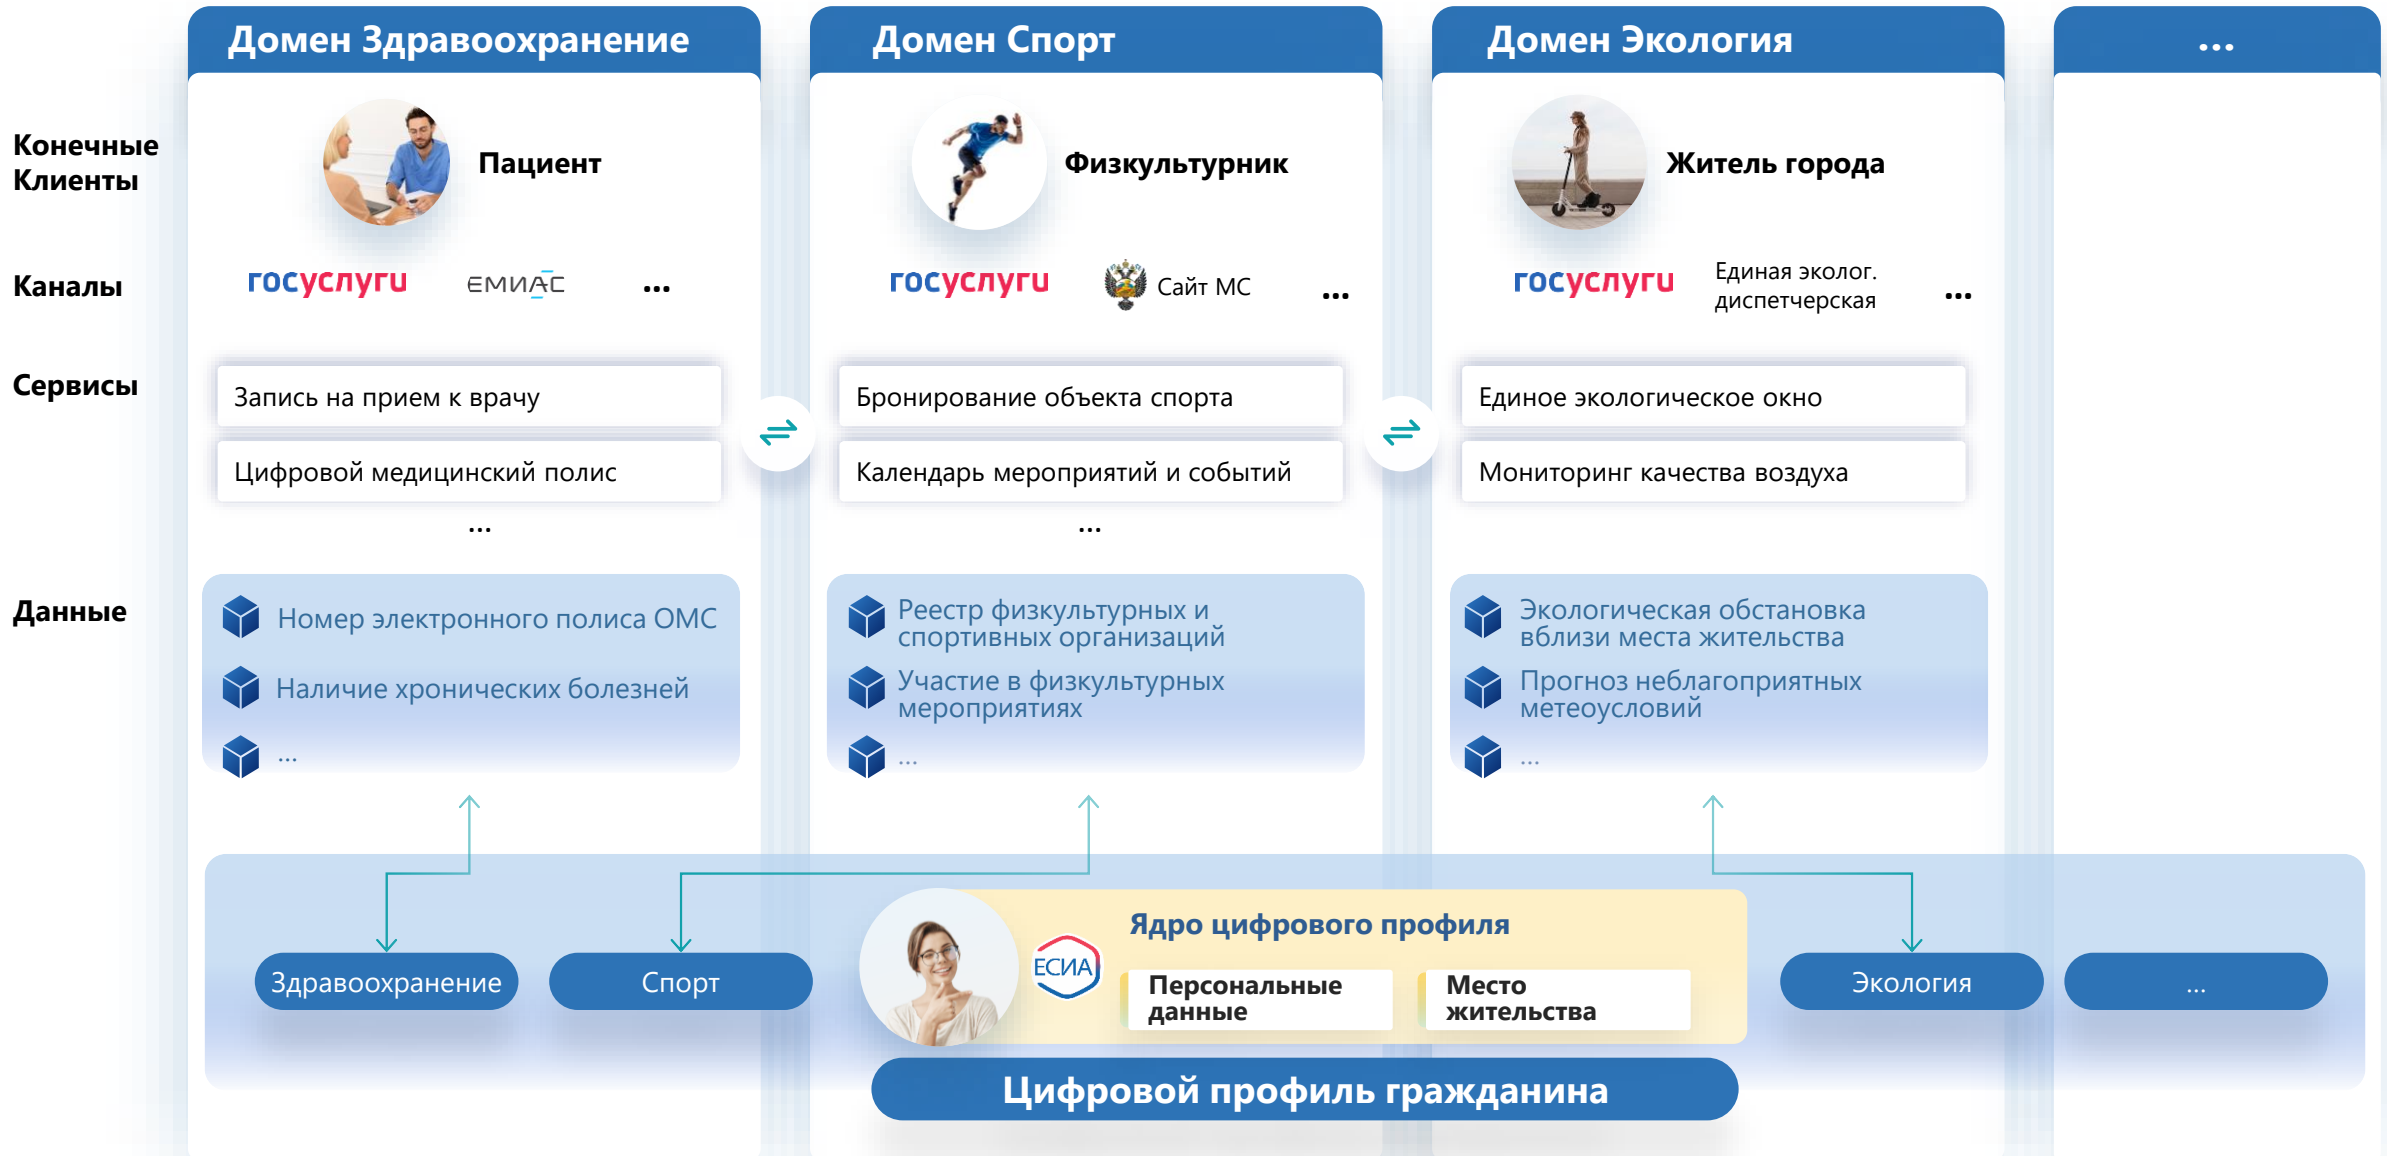 Домен Здравоохранение
Домен Спорт
Домен Экология
...
Конечные
Клиенты
Пациент
Физкультурник
Житель города
Каналы
госуслуги
ЕМИАС
...
госуслуги
Сайт МС
...
госуслуги
Единая эколог.
диспетчерская
...
Сервисы
Запись на прием к врачу
Бронирование объекта спорта
Единое экологическое окно
Цифровой медицинский полис
Календарь мероприятий и событий
Мониторинг качества воздуха
...
...
Данные
Номер электронного полиса ОМС
Наличие хронических болезней
...
Реестр физкультурных и
спортивных организаций
Участие в физкультурных
мероприятиях
...
Экологическая обстановка
вблизи места жительства
Прогноз неблагоприятных
метеоусловий
...
Здравоохранение
Спорт
ЕСИА
Ядро цифрового профиля
Персональные
данные
Место
жительства
Экология
...
Цифровой профиль гражданина